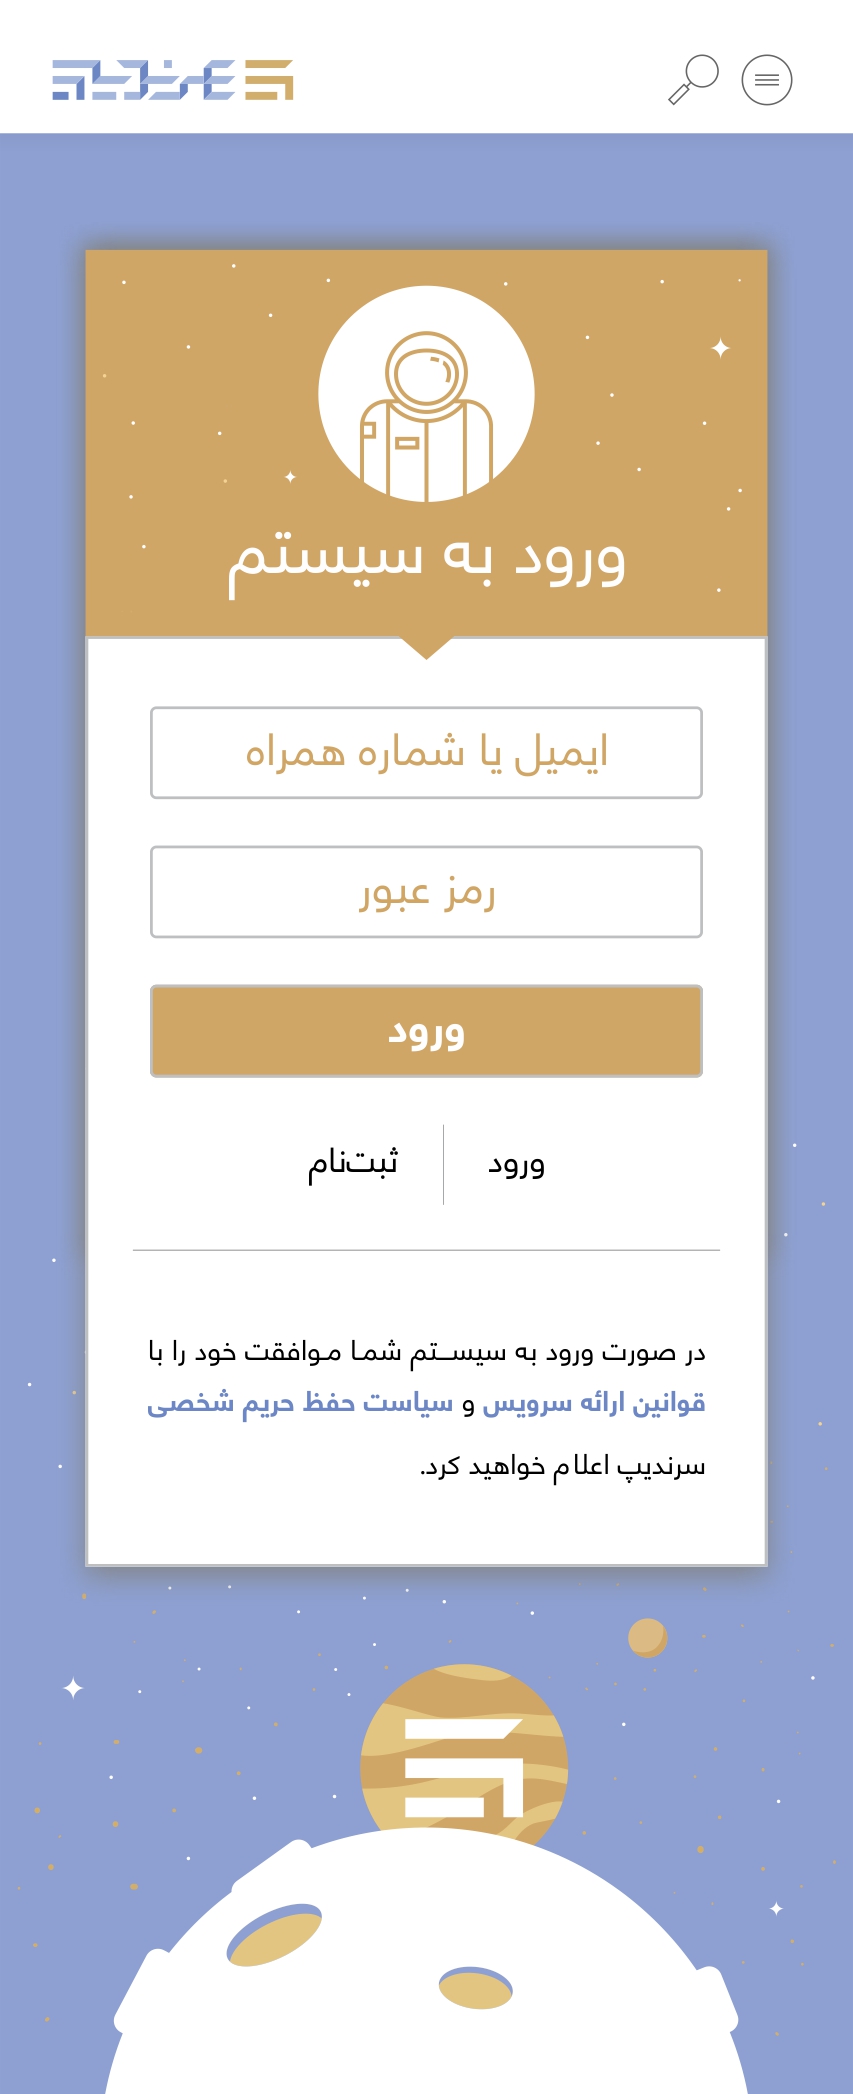 ورود به سیستم
ایمیل یا شماره همراه
رمز عبور
ورود
ورود
ثبت‌نام
در صورت ورود به سیستم شما موافقت خود را با
قوانین ارائه سرویس و سیاست حفظ حریم شخصی
سرندیپ اعلام خواهید کرد.